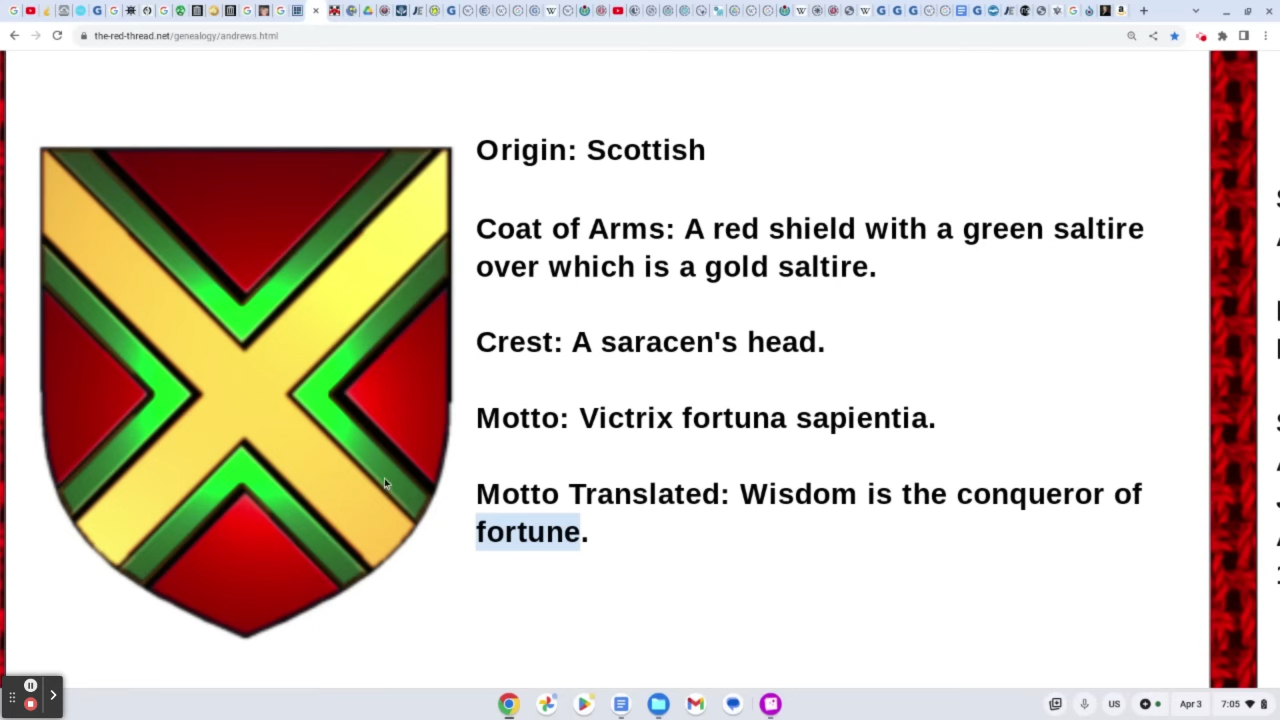 the-red-thread.net/genealogy/andrews.html
Origin: Scottish
Coat of Arms: A red shield with a green saltire
over which is a gold saltire.
Crest: A saracen's head.
Motto: Victrix fortuna sapientia.
Motto Translated: Wisdom is the conqueror of
fortune.
US
Apr 3
7:05